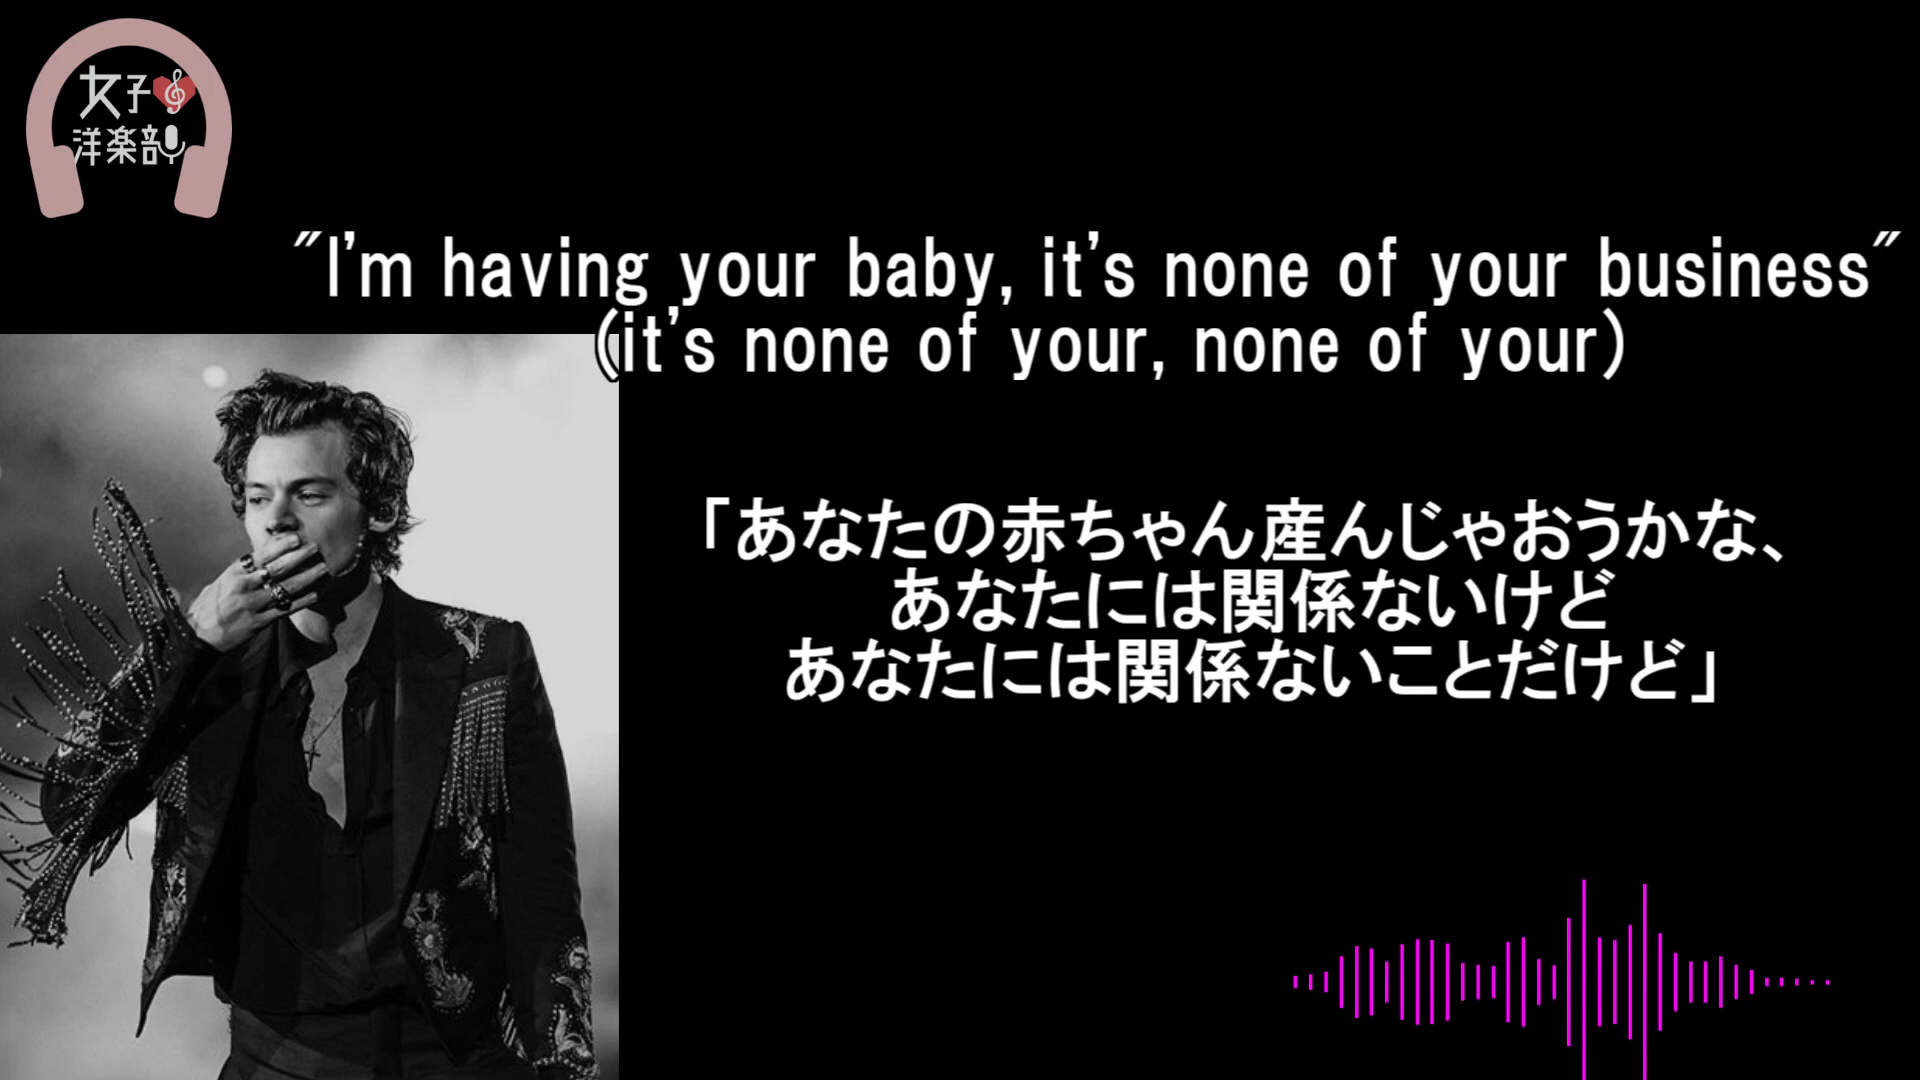 女子
洋楽部
"I'm having your baby, it's none of your business"
(it's none of your, none of your)
「あなたの赤ちゃん産んじゃおうかな、
あなたには関係ないけど
あなたには関係ないことだけど」